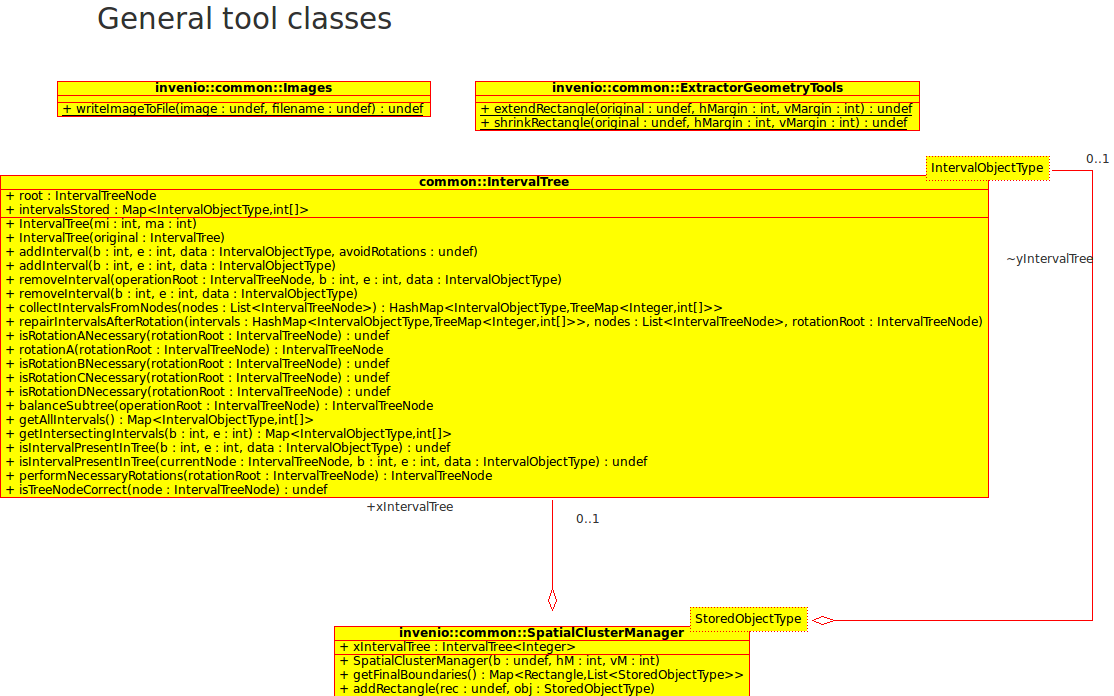 General tool classes
invenio::common::Images
+ writeImageToFile(image : undef, filename : undef) : undef
invenio::common::ExtractorGeometryTools
+ extendRectangle(original : undef, hMargin : int, vMargin : int) : undef
+ shrinkRectangle(original : undef, hMargin : int, vMargin : int) : undef
IntervalObjectType
0..1
common::IntervalTree
+ root : IntervalTreeNode
+ intervalsStored : Map<IntervalObjectType,int[]>
+ IntervalTree(mi : int, ma : int)
+ IntervalTree(original : IntervalTree)
+ addInterval(b : int, e : int, data : IntervalObjectType, avoidRotations : undef)
+ addInterval(b : int, e : int, data : IntervalObjectType)
+ removeInterval(operationRoot : IntervalTreeNode, b : int, e : int, data : IntervalObjectType)
+ removeInterval(b : int, e : int, data : IntervalObjectType)
+ collectIntervalsFromNodes(nodes : List<IntervalTreeNode>) : HashMap<IntervalObjectType,TreeMap<Integer,int[]>>
+ repairIntervalsAfterRotation(intervals : HashMap<IntervalObjectType,TreeMap<Integer,int[]>>, nodes : List<IntervalTreeNode>, rotationRoot : IntervalTreeNode)
+ isRotationANecessary(rotationRoot : IntervalTreeNode) : undef
+ rotationA(rotationRoot : IntervalTreeNode) : IntervalTreeNode
+ isRotationBNecessary(rotationRoot : IntervalTreeNode) : undef
+ isRotationCNecessary(rotationRoot : IntervalTreeNode) : undef
+ isRotationDNecessary(rotationRoot : IntervalTreeNode) : undef
+ balanceSubtree(operationRoot : IntervalTreeNode) : IntervalTreeNode
+ getAllIntervals() : Map<IntervalObjectType,int[]>
+ getIntersectingIntervals(b : int, e : int) : Map<IntervalObjectType,int[]>
+ isIntervalPresentInTree(b : int, e : int, data : IntervalObjectType) : undef
+ isIntervalPresentInTree(currentNode : IntervalTreeNode, b : int, e : int, data : IntervalObjectType) : undef
+ performNecessaryRotations(rotationRoot : IntervalTreeNode) : IntervalTreeNode
+ isTreeNodeCorrect(node : IntervalTreeNode) : undef
~yIntervalTree
+xIntervalTree
0..1
StoredObjectType
invenio::common::SpatialClusterManager
+ xIntervalTree : IntervalTree<Integer>
+ SpatialClusterManager(b : undef, hM : int, vM : int)
+ getFinalBoundaries() : Map<Rectangle,List<StoredObjectType>>
+ addRectangle(rec : undef, obj : StoredObjectType)